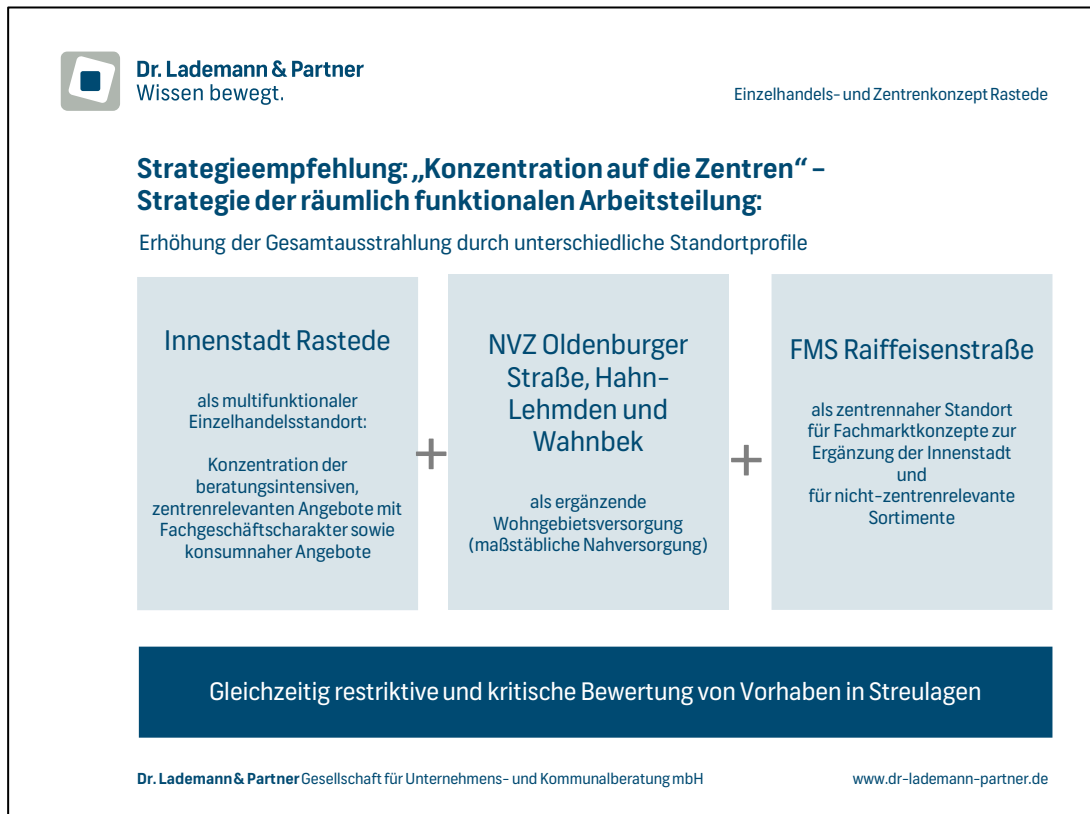 Dr. Lademann & Partner
Wissen bewegt.
Einzelhandels- und Zentrenkonzept Rastede
Strategieempfehlung: „Konzentration auf die Zentren“ –
Strategie der räumlich funktionalen Arbeitsteilung:
Erhöhung der Gesamtausstrahlung durch unterschiedliche Standortprofile
Innenstadt Rastede
als multifunktionaler
Einzelhandelsstandort:
Konzentration der
beratungsintensiven,
zentrenrelevanten Angebote mit
Fachgeschäftscharakter sowie
konsumnaher Angebote
+
NVZ Oldenburger
Straße, Hahn-
Lehmden und
Wahnbek
als ergänzende
Wohngebietsversorgung
(maßstäbliche Nahversorgung)
+
FMS Raiffeisenstraße
als zentrennaher Standort
für Fachmarktkonzepte zur
Ergänzung der Innenstadt
und
für nicht-zentrenrelevante
Sortimente
Gleichzeitig restriktive und kritische Bewertung von Vorhaben in Streulagen
Dr. Lademann & Partner Gesellschaft für Unternehmens- und Kommunalberatung mbH
www.dr-lademann-partner.de